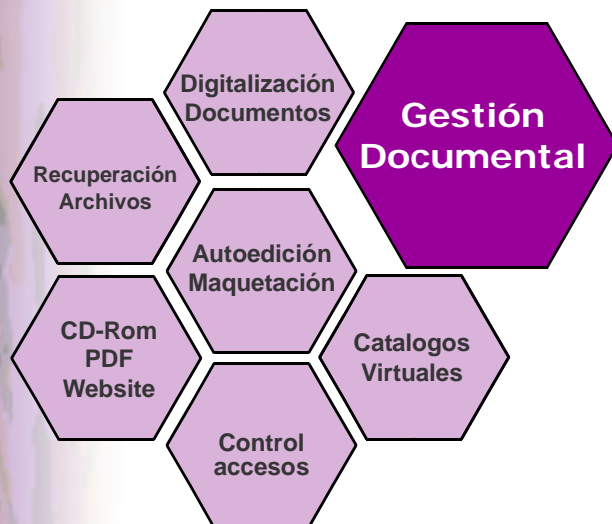 Digitalización
Documentos
Gestión
Documental
Recuperación
Archivos
Autoedición
Maquetación
CD-Rom
PDF
Website
Catalogos
Virtuales
Control
accesos